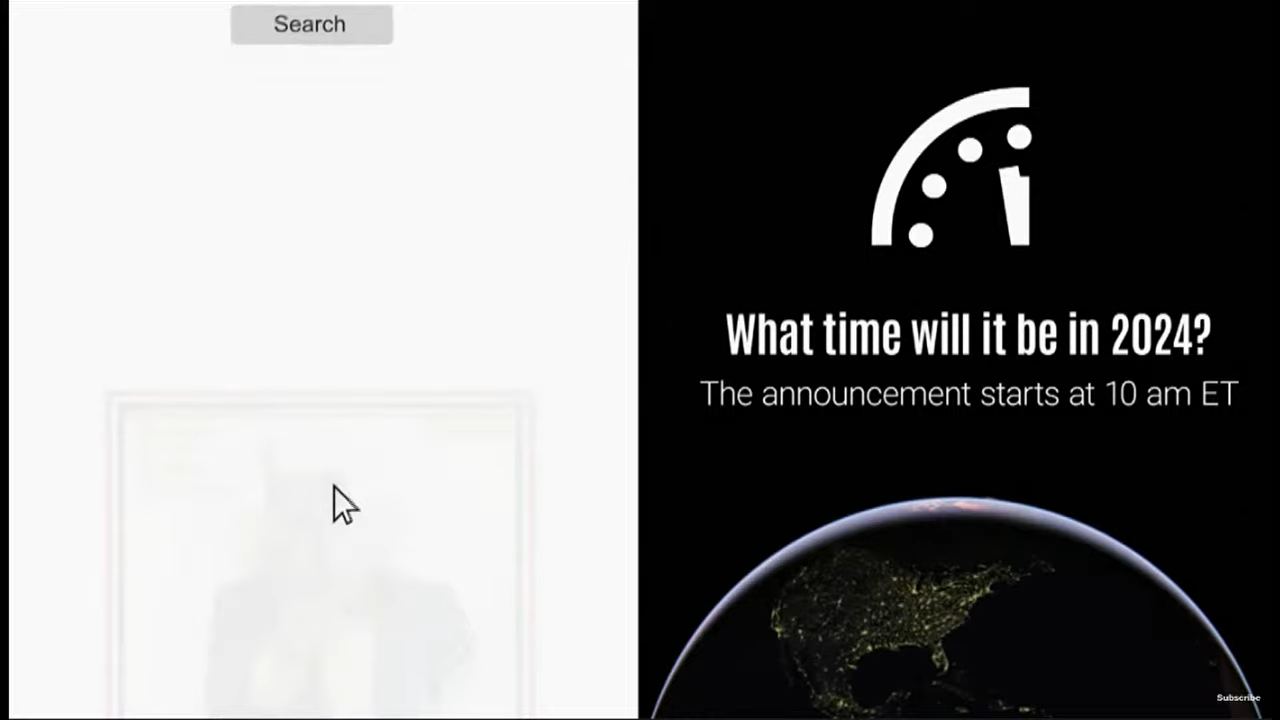 Search
What time will it be in 2024?
The announcement starts at 10 am ET
Subscribe